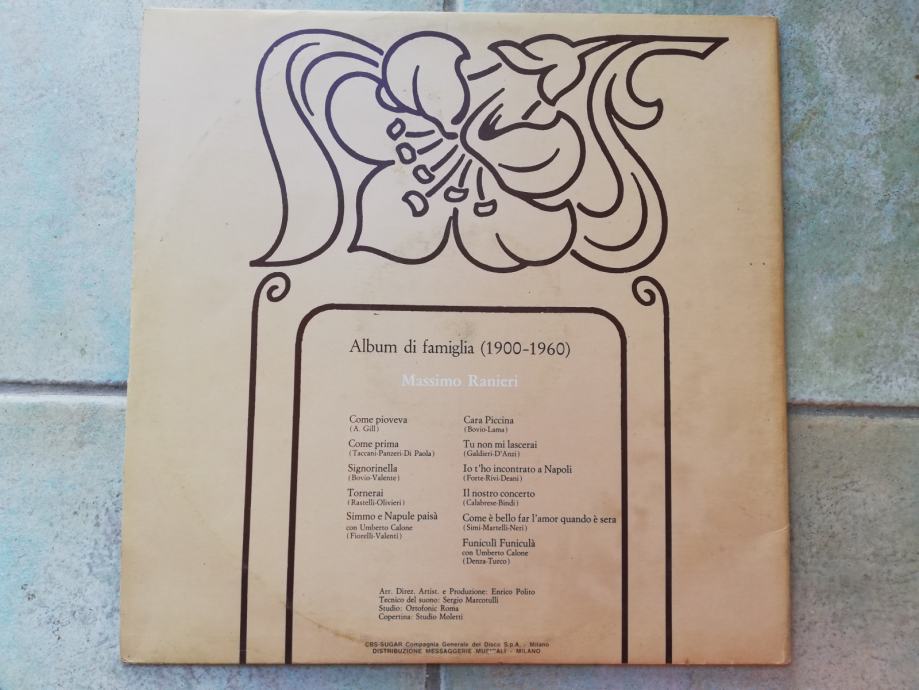 Album di famiglia (1900-1960)
Massimo Ranieri
Come pioveva
(A. Gill)
Come prima
(Taccani-Panzeri-Di Paola)
Signorinella
(Bovio-Valente)
Tornerai
(Rastelli-Olivieri)
Simmo e Napule paisà
con Umberto Calone
(Fiorelli-Valenti)
Cara Piccina
(Bovio-Lama)
Tu non mi lascerai
(Galdieri-D'Anzi)
Io t'ho incontrato a Napoli
(Forte-Rivi-Deani)
Il nostro concerto
(Calabrese-Bindi)
Come è bello far l'amor quando è sera
(Simi-Martelli-Neri)
Funiculì Funiculà
con Umberto Calone
(Denza-Turco)
Arr. Direz. Artist. e Produzione: Enrico Polito
Tecnico del suono: Sergio Marcotulli
Studio: Ortofonic Roma
Copertina: Studio Moletti
CBS-SUGAR Compagnia Generale del Disco S.p.A. - Milano
DISTRIBUZIONE MESSAGGERIE - MILANO